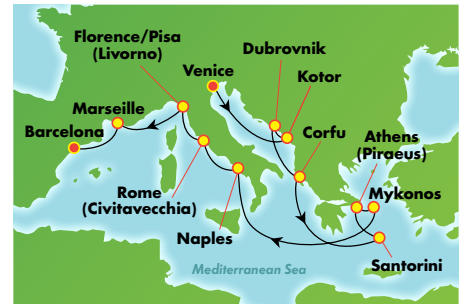 Florence/Pisa
(Livorno)
Dubrovnik
Venice
Kotor
Marseille
Barcelona
Corfu
Athens
(Piraeus)
Mykonos
Rome
(Civitavecchia)
Naples
Santorini
Mediterranean Sea